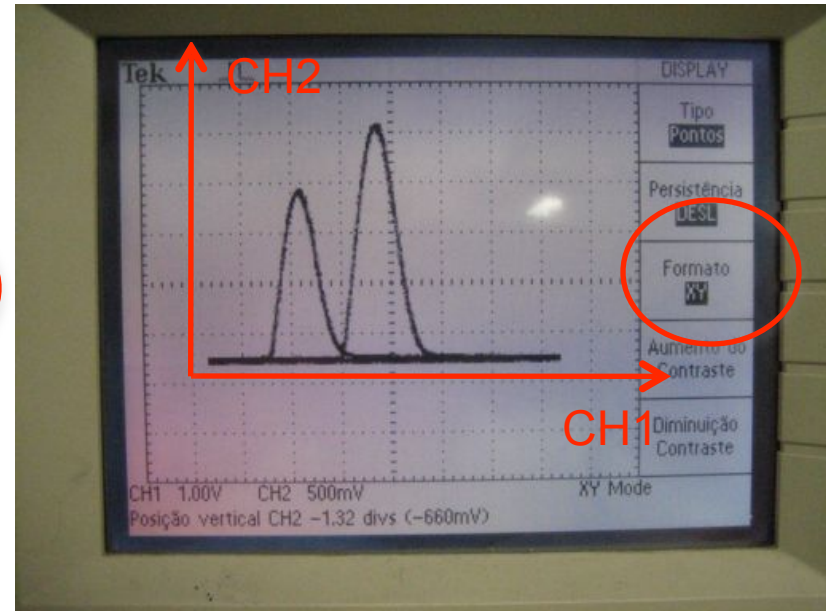 Tek
CH2
DISPLAY
Tipo
Pontos
Persistência
DESL
Formato
XY
Aumento do
Contraste
CH1
Diminuição
Contraste
CH1 1.00V CH2 500mV XY Mode
Posição vertical CH2 -1.32 divs (-660mV)